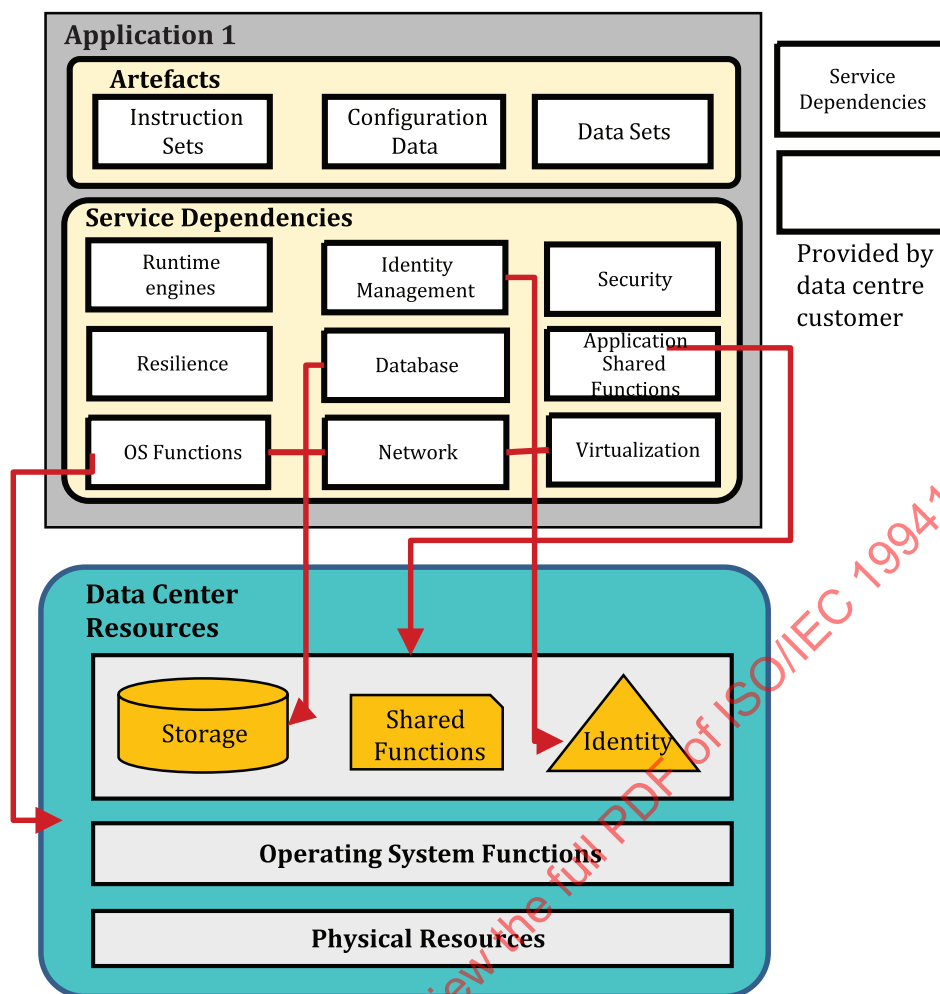 Application 1
Artefacts
Instruction
Sets
Configuration
Data
Data Sets
Service Dependencies
Runtime
engines
Identity
Management
Security
Resilience
Database
Application
Shared
Functions
OS Functions
Network
Virtualization
Service
Dependencies
Provided by
data centre
customer
Data Center
Resources
Storage
Shared
Functions
Identity
Operating System Functions
Physical Resources
iew the full PDF of ISO/IEC 19941